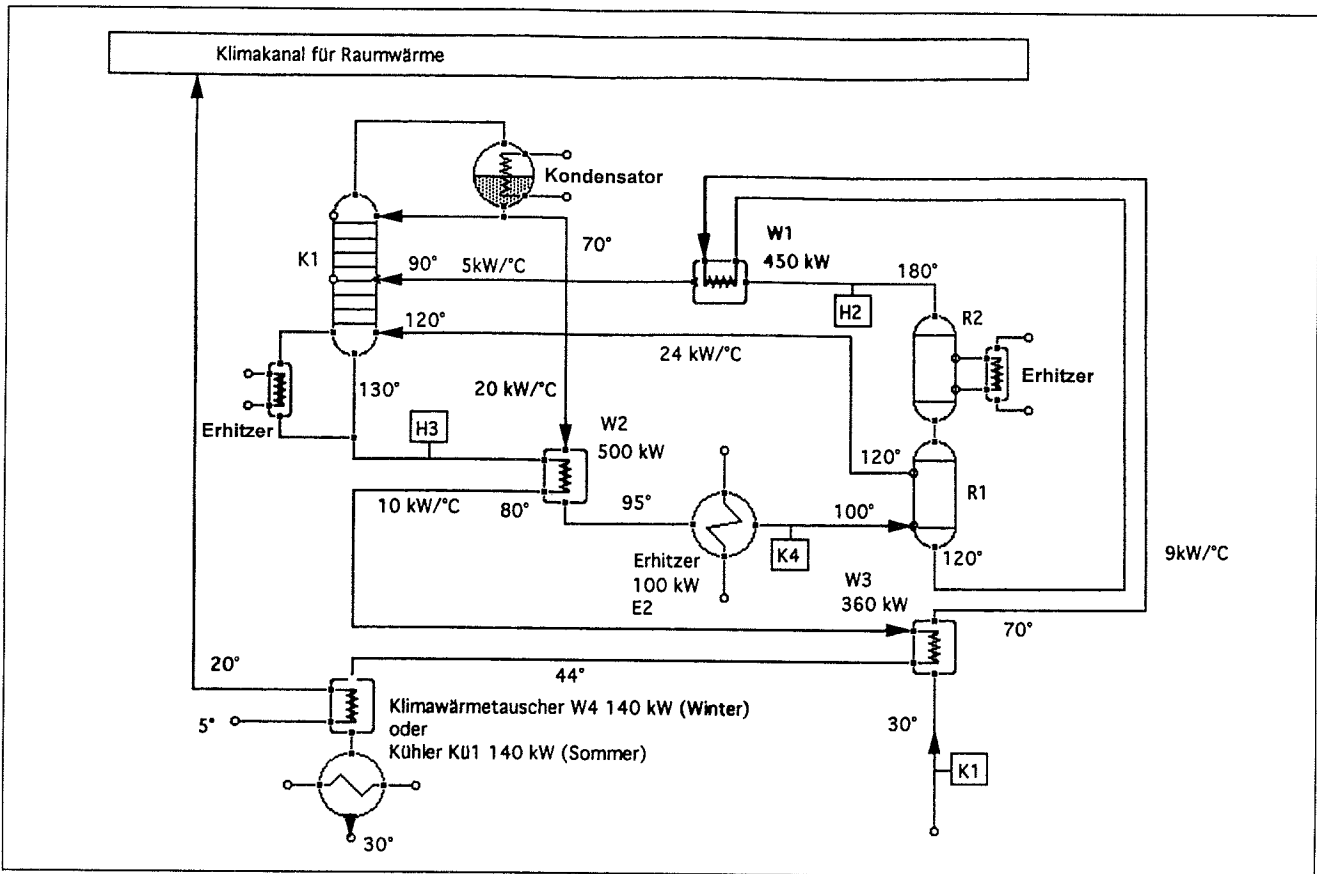 Klimakanal für Raumwärme
Kondensator
K1
70°
W1
450 kW
90°
5kW/°C
180°
H2
R2
120°
24 kW/°C
Erhitzer
130°
20 kW/°C
Erhitzer
H3
W2
500 kW
120°
R1
10 kW/°C
80°
95°
100°
K4
Erhitzer
100 kW
E2
120°
9kW/°C
W3
360 kW
70°
20°
44°
5°
Klimawärmetauscher W4 140 kW (Winter)
oder
Kühler Kü1 140 kW (Sommer)
30°
K1
30°